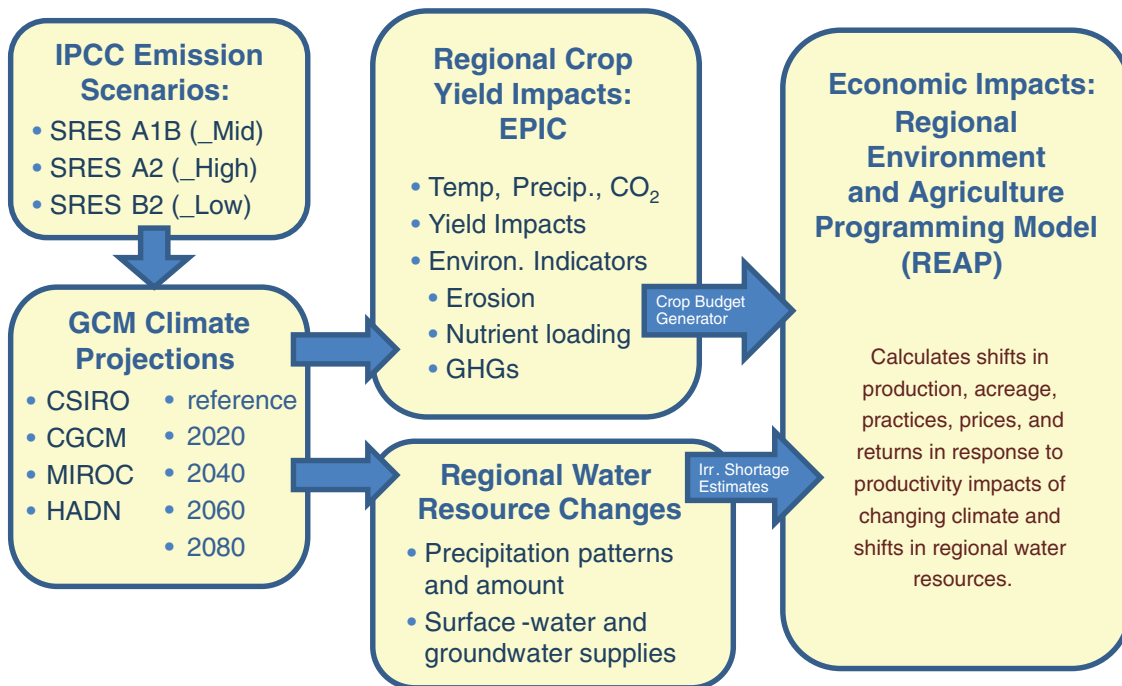 IPCC Emission
Scenarios:
• SRES A1B (_Mid)
• SRES A2 (_High)
• SRES B2 (_Low)
GCM Climate
Projections
• CSIRO
• CGCM
• MIROC
• HADN
• reference
• 2020
• 2040
• 2060
• 2080
Regional Crop
Yield Impacts:
EPIC
• Temp, Precip., CO₂
• Yield Impacts
• Environ. Indicators
• Erosion
• Nutrient loading
• GHGs
Crop Budget
Generator
Regional Water
Resource Changes
• Precipitation patterns
and amount
• Surface -water and
groundwater supplies
Irr. Shortage
Estimates
Economic Impacts:
Regional
Environment
and Agriculture
Programming Model
(REAP)
Calculates shifts in
production, acreage,
practices, prices, and
returns in response to
productivity impacts of
changing climate and
shifts in regional water
resources.